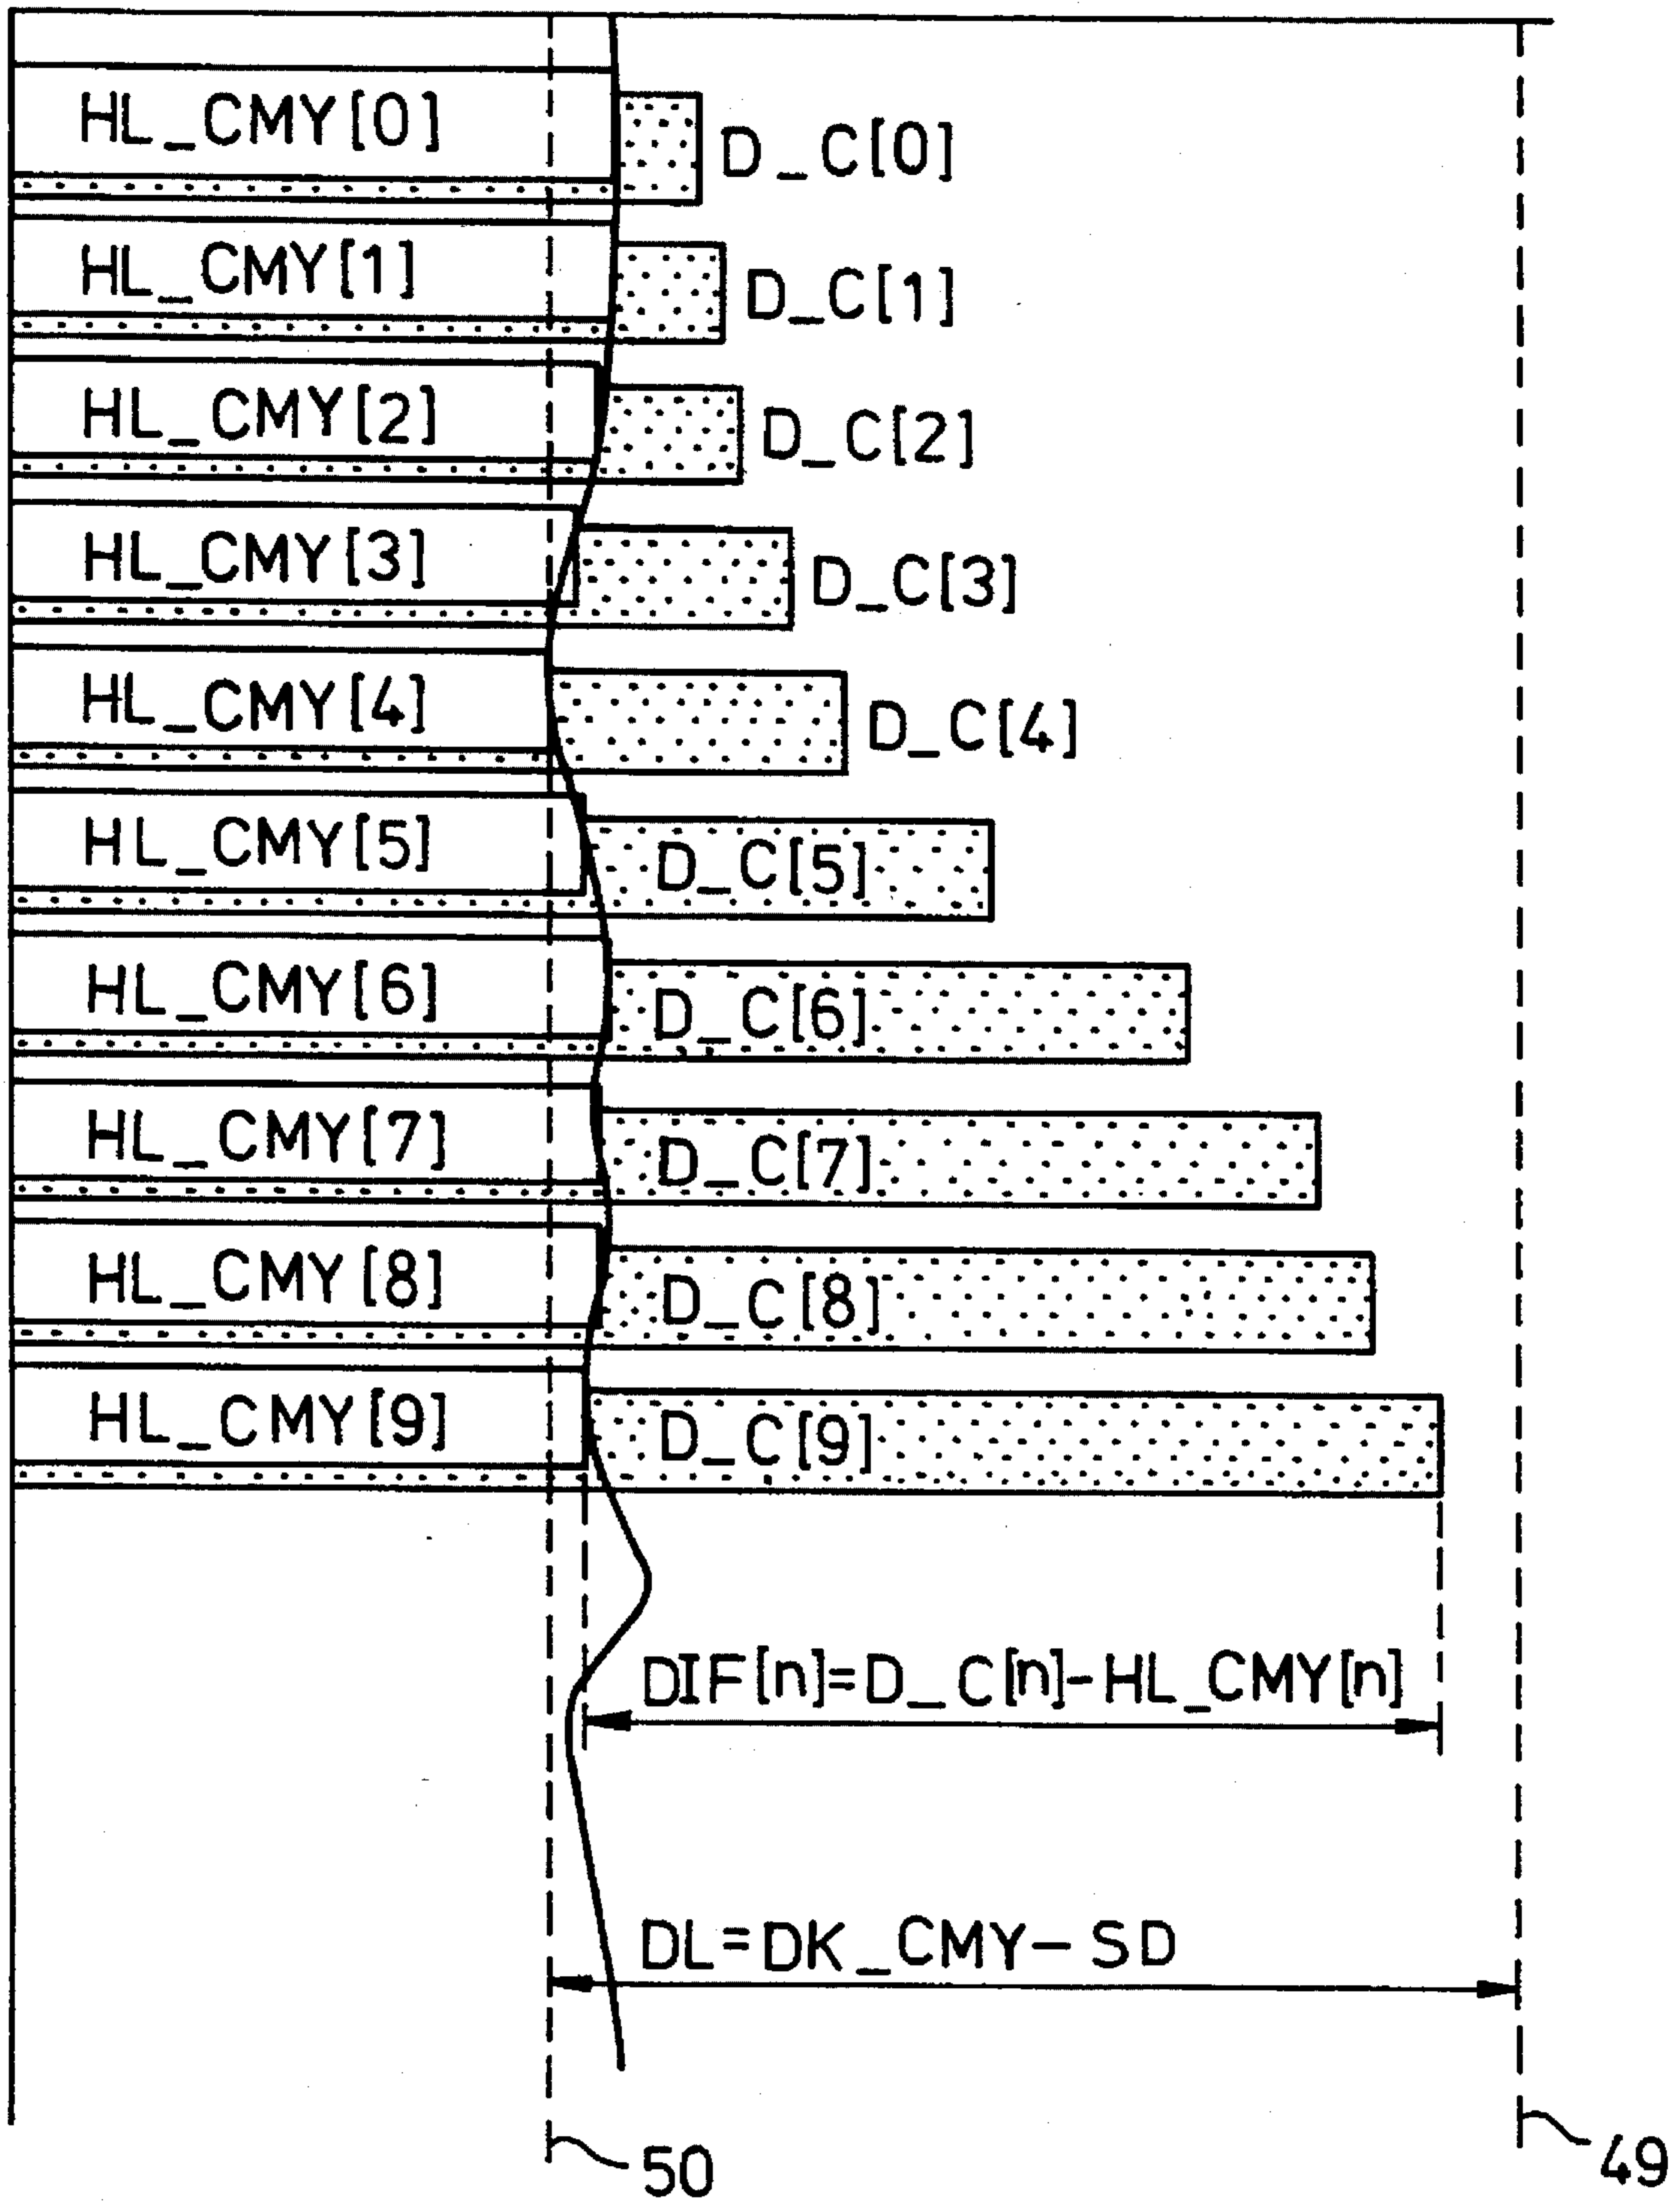 HL_CMY[0]
D_C[0]
HL_CMY[1]
D_C[1]
HL_CMY[2]
D_C[2]
HL_CMY[3]
D_C[3]
HL_CMY[4]
D_C[4]
HL_CMY[5]
D_C[5]
HL_CMY[6]
D_C[6]
HL_CMY[7]
D_C[7]
HL_CMY[8]
D_C[8]
HL_CMY[9]
D_C[9]
DIF[n]=D_C[n]-HL_CMY[n]
DL=DK_CMY-SD
50
49